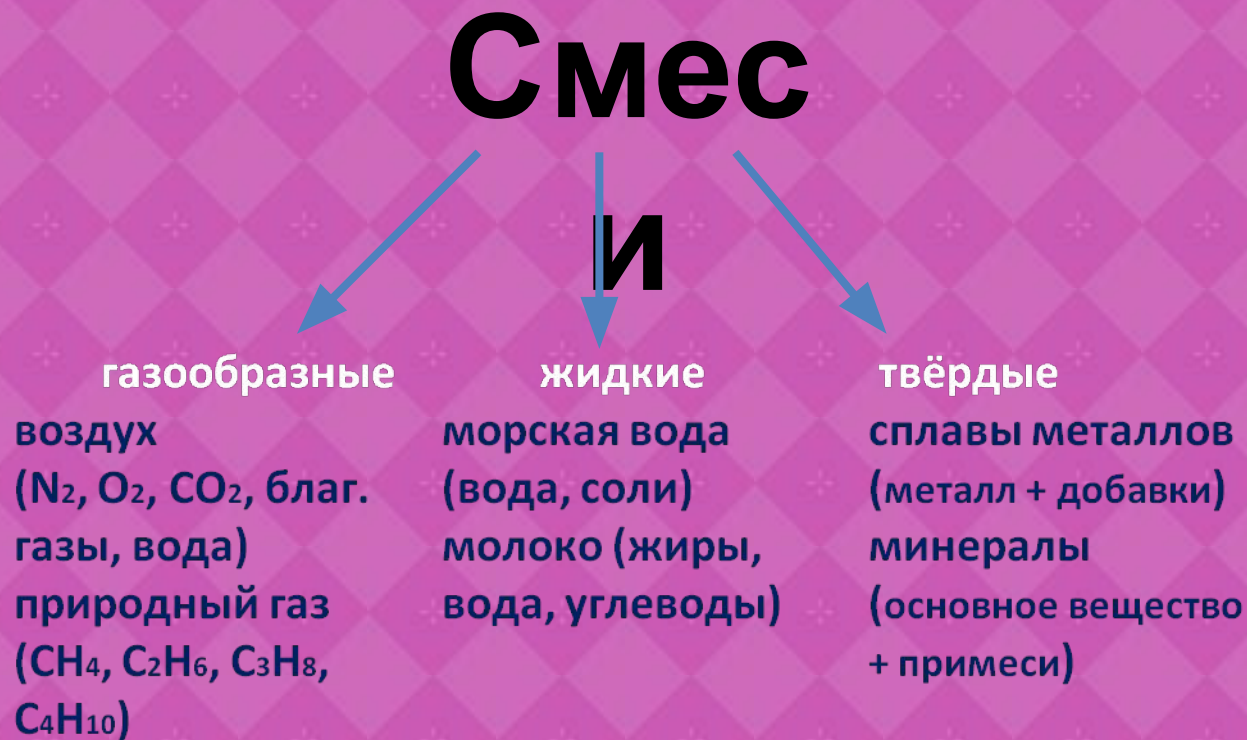 Смес
и
газообразные
воздух
(N₂, O₂, CO₂, благ.
газы, вода)
природный газ
(CH₄, C₂H₆, C₃H₈,
C₄H₁₀)
жидкие
морская вода
(вода, соли)
молоко (жиры,
вода, углеводы)
твёрдые
сплавы металлов
(металл + добавки)
минералы
(основное вещество
+ примеси)